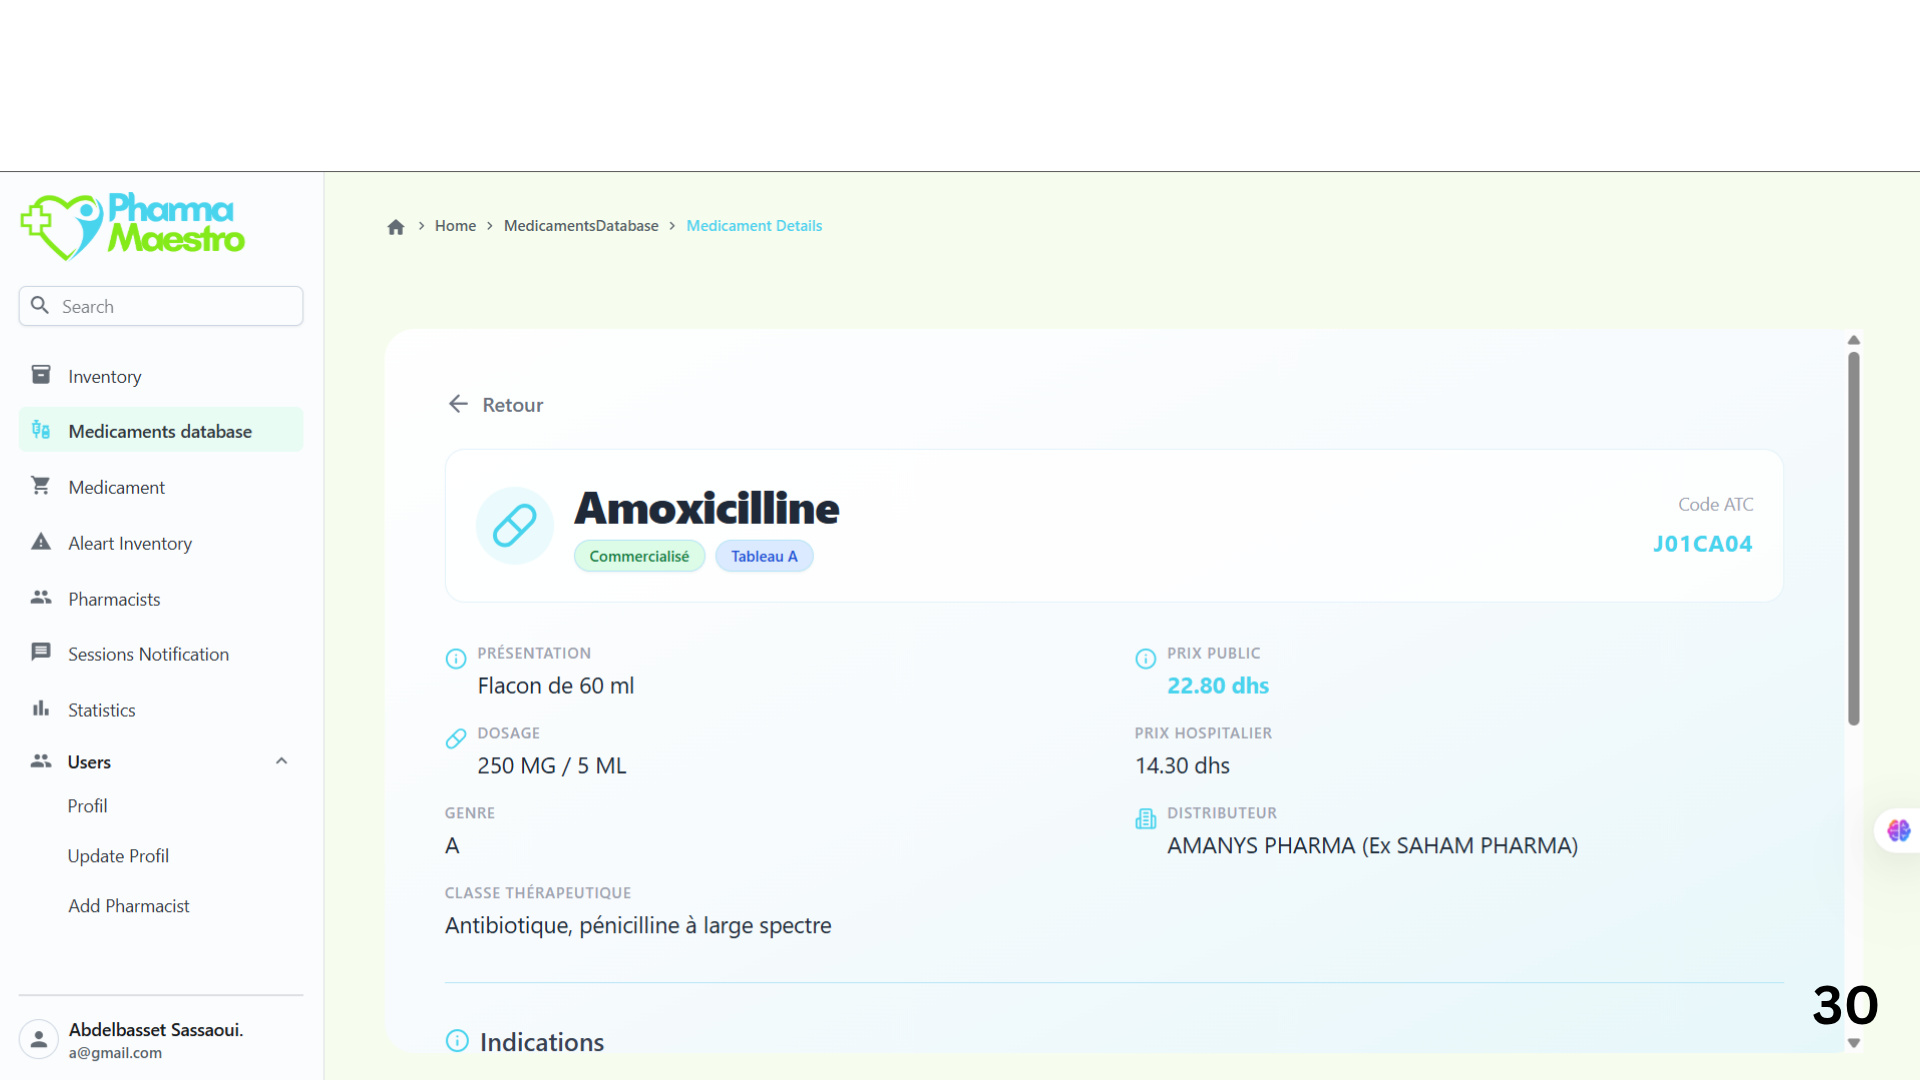 Pharma
Maestro
Search
Inventory
Medicaments database
Medicament
Aleart Inventory
Pharmacists
Sessions Notification
Statistics
Users
Profil
Update Profil
Add Pharmacist
Abdelbasset Sassaoui.
a@gmail.com
Home > MedicamentsDatabase > Medicament Details
Retour
Amoxicilline
Commercialisé Tableau A
Code ATC
J01CA04
PRÉSENTATION
Flacon de 60 ml
PRIX PUBLIC
22.80 dhs
DOSAGE
250 MG / 5 ML
PRIX HOSPITALIER
14.30 dhs
GENRE
A
DISTRIBUTEUR
AMANYS PHARMA (Ex SAHAM PHARMA)
CLASSE THÉRAPEUTIQUE
Antibiotique, pénicilline à large spectre
Indications
30